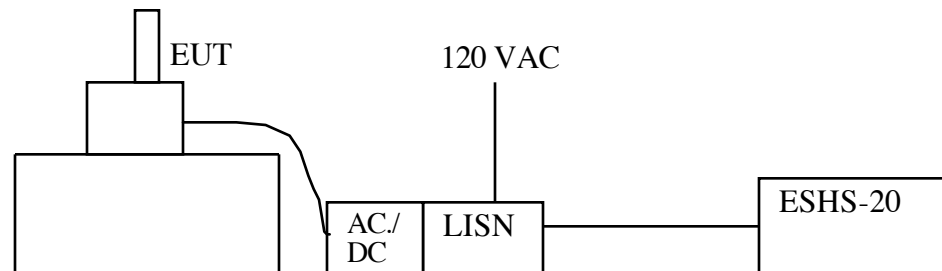 EUT
120 VAC
AC./
DC
LISN
ESHS-20